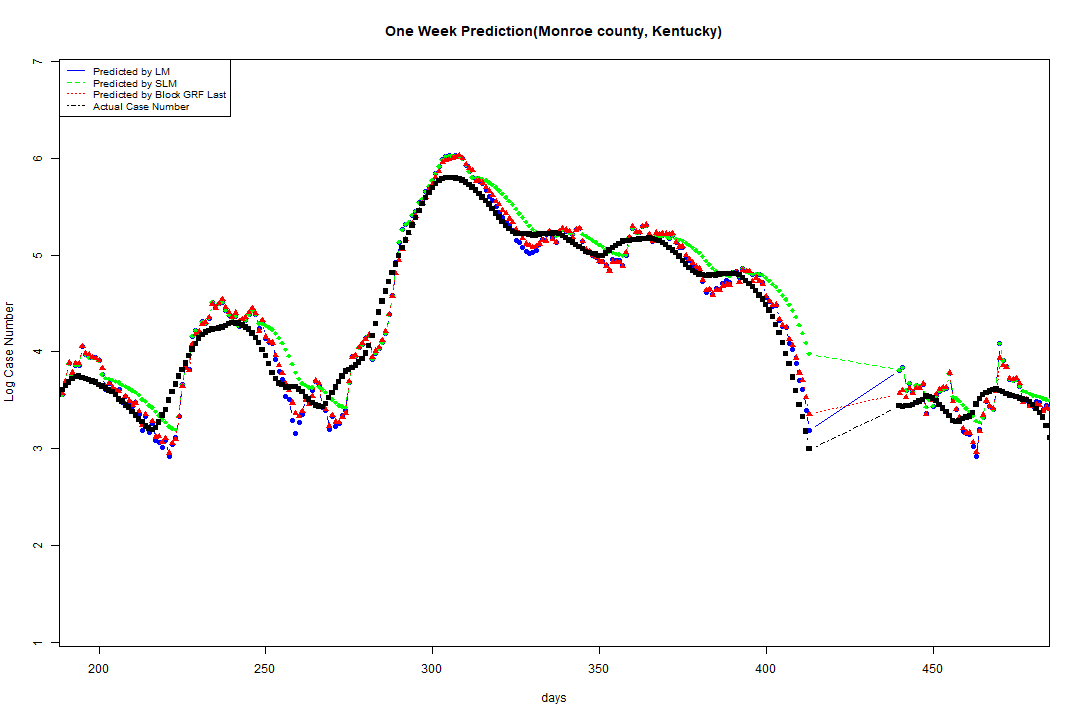 One Week Prediction(Monroe county, Kentucky)
Predicted by LM
Predicted by SLM
Predicted by Block GRF Last
Actual Case Number
7
6
5
4
3
2
1
Log Case Number
200 250 300 350 400 450
days